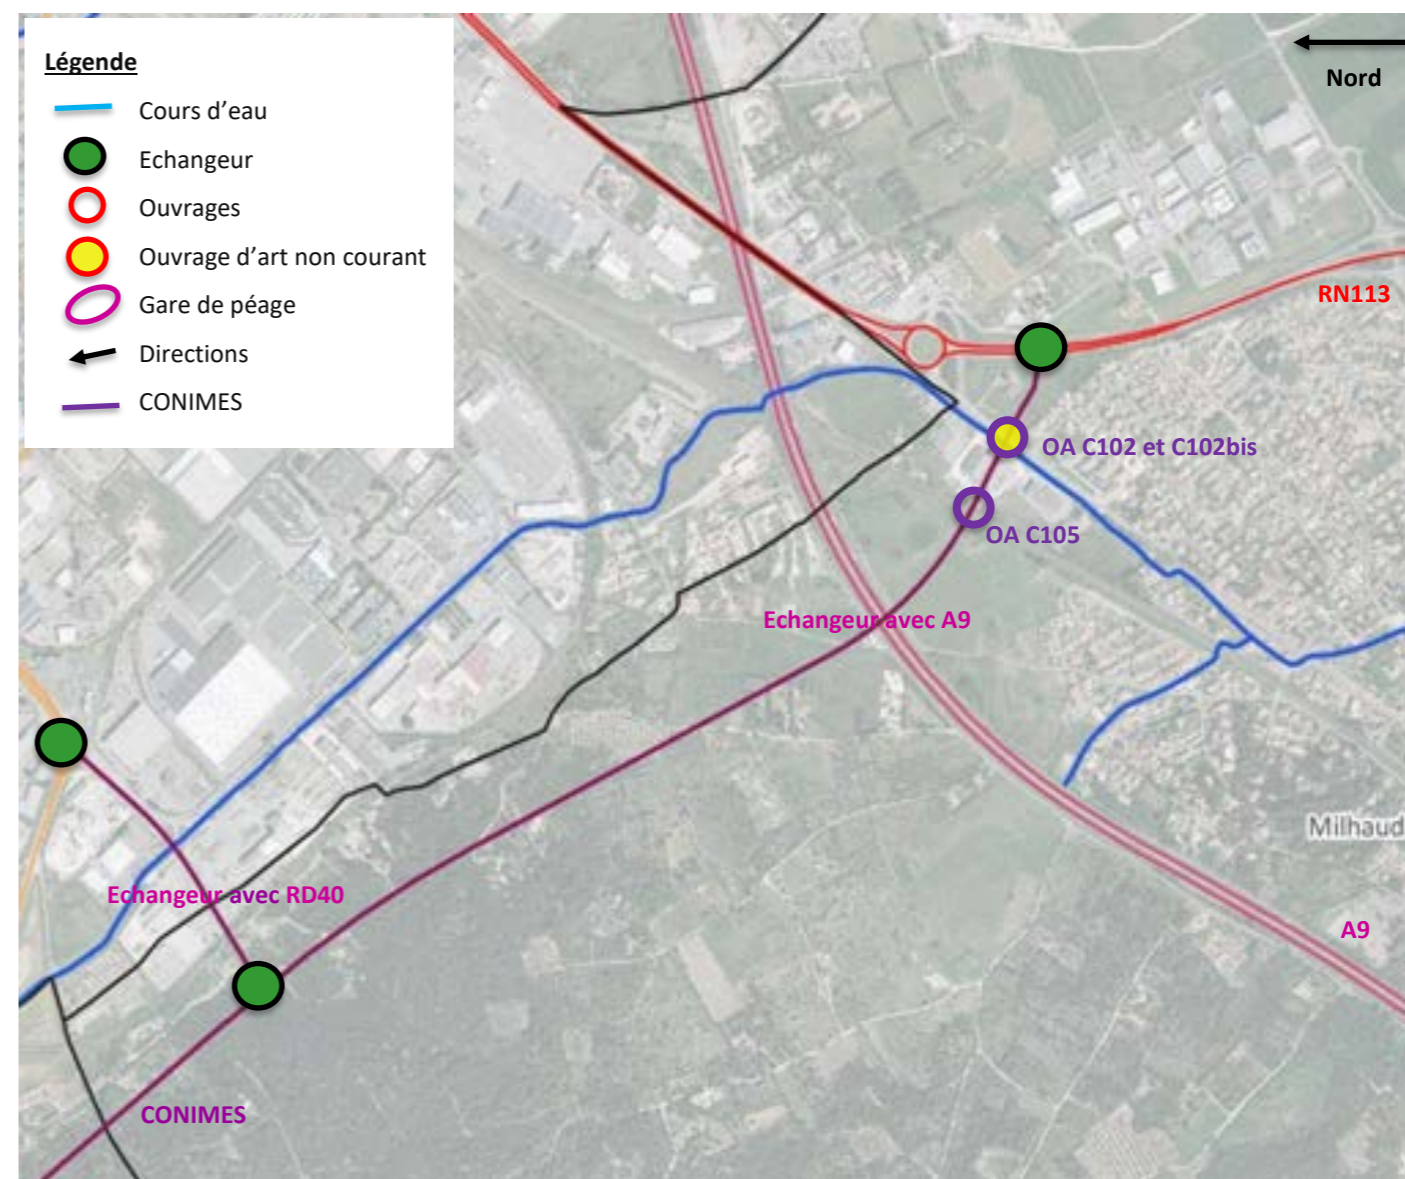 Légende
Cours d'eau
Echangeur
Ouvrages
Ouvrage d'art non courant
Gare de péage
Directions
CONIMES
Nord
RN113
OA C102 et C102bis
OA C105
Echangeur avec A9
Milhaud
Echangeur avec RD40
A9
CONIMES